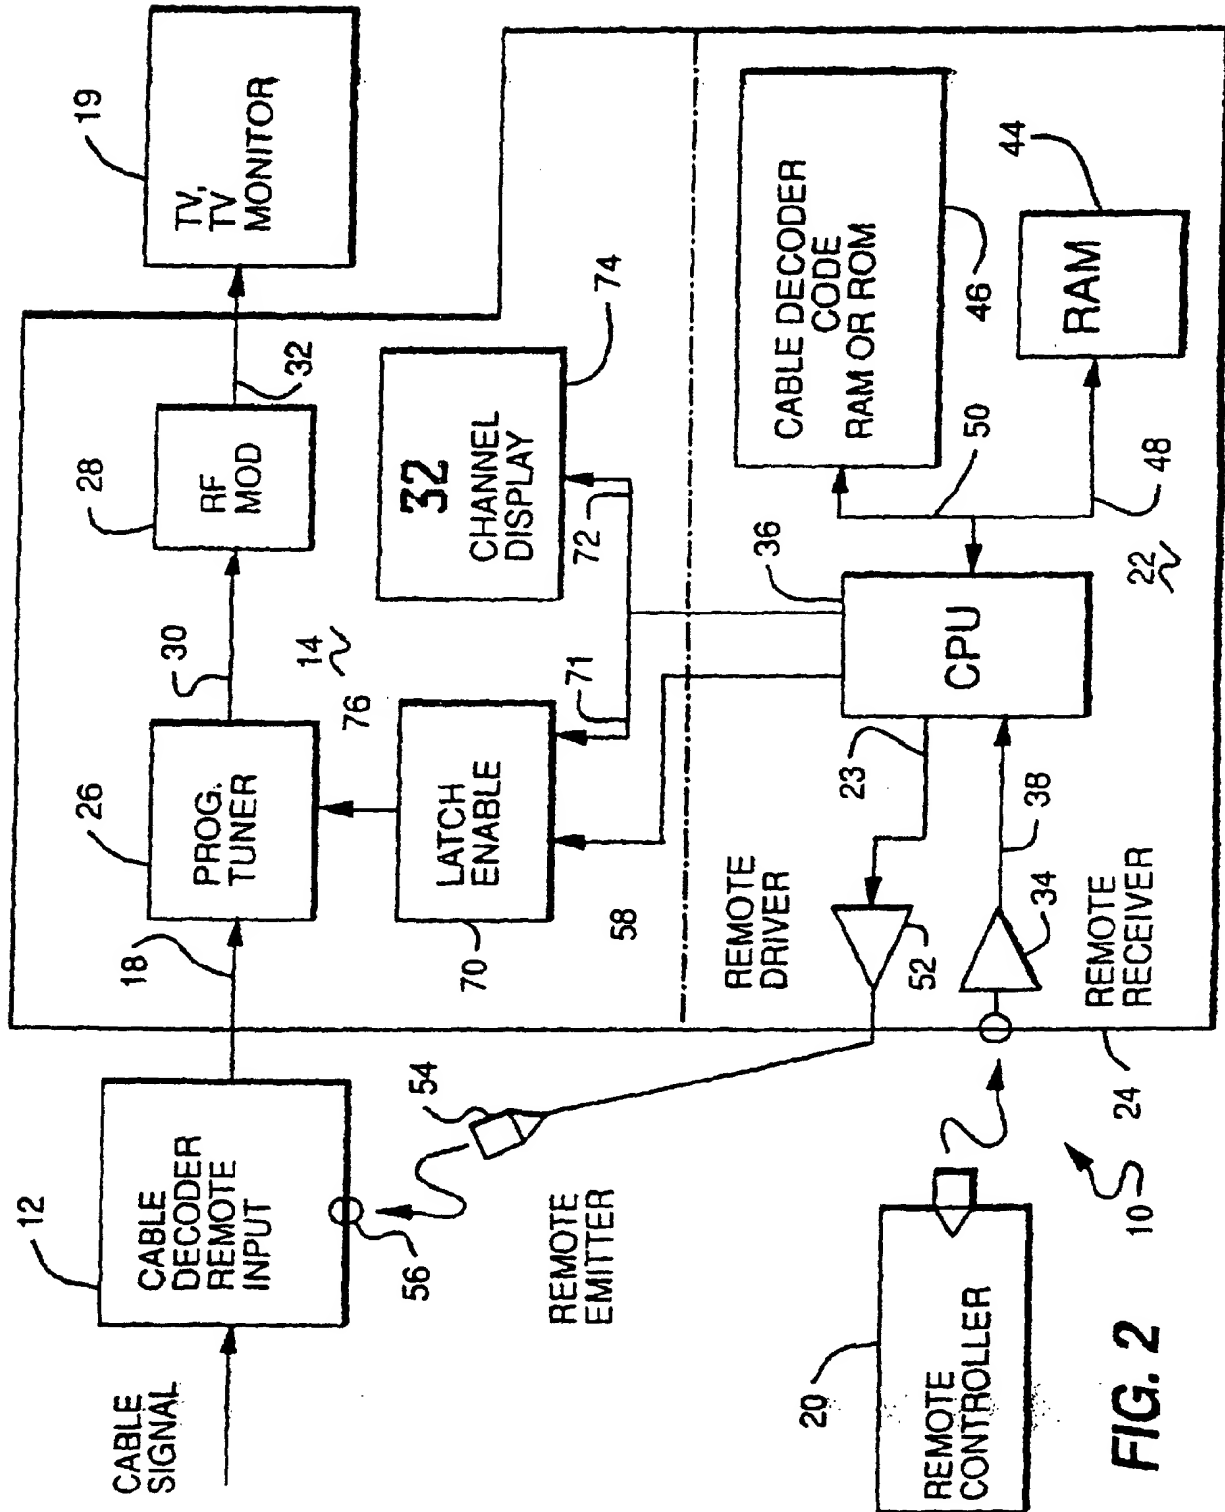 19
TV,
TV
MONITOR
32
28
RF
MOD
30
14
26
PROG.
TUNER
18
12
CABLE
DECODER
REMOTE
INPUT
CABLE
SIGNAL
74
32
CHANNEL
DISPLAY
72
71
76
LATCH
ENABLE
70
58
54
56
REMOTE
EMITTER
CABLE DECODER
CODE
RAM OR ROM
46
44
RAM
50
48
36
22
CPU
23
38
REMOTE
DRIVER
52
34
REMOTE
RECEIVER
24
10
20
REMOTE
CONTROLLER
FIG. 2